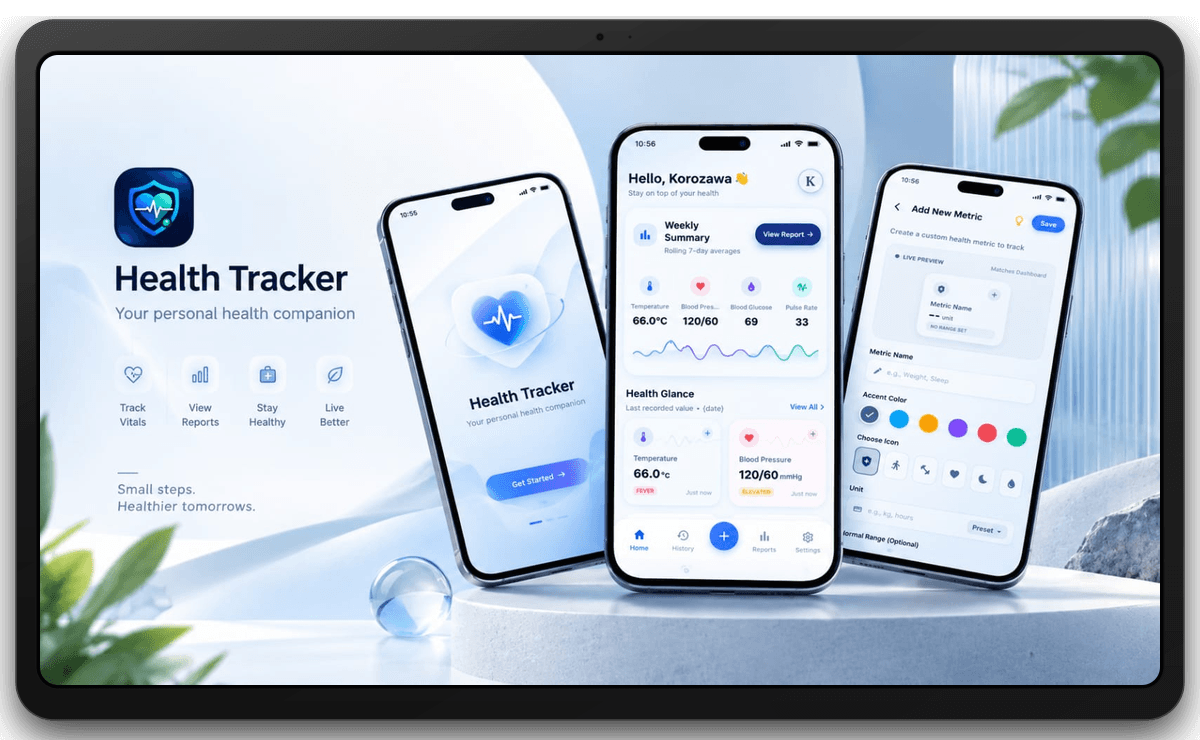 Health Tracker
Your personal health companion
Track
Vitals
View
Reports
Stay
Healthy
Live
Better
Small steps.
Healthier tomorrows.
10:55
Health Tracker
Your personal health companion
Get Started →
10:56
Hello, Korozawa 👋
Stay on top of your health
K
Weekly
Summary
Rolling 7-day averages
View Report →
Temperature
66.0°C
Blood Pres...
120/60
Blood Glucose
69
Pulse Rate
33
Health Glance
Last recorded value • {date}
View All >
Temperature
66.0°C
FEVER
Just now
Blood Pressure
120/60 mmHg
ELEVATED
Just now
Home
History
Reports
Settings
10:56
Add New Metric
Save
Create a custom health metric to track
LIVE PREVIEW
Matches Dashboard
Metric Name
-- unit
NO RANGE SET
Metric Name
e.g., Weight, Sleep
Accent Color
Choose Icon
Unit
e.g., kg, hours
Preset
Normal Range (Optional)